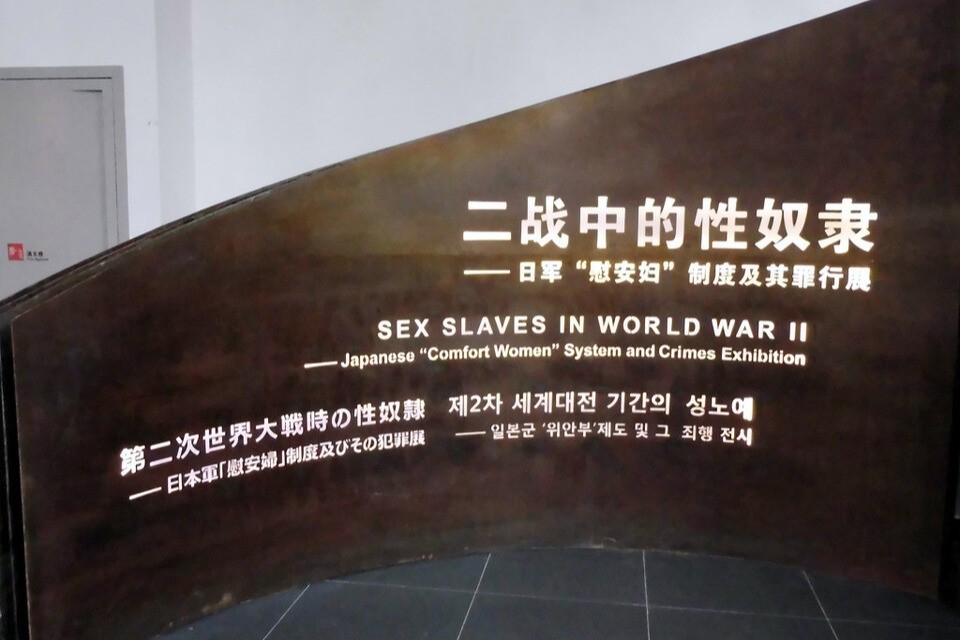 二战中的性奴隶
——日军“慰安妇”制度及其罪行展
SEX SLAVES IN WORLD WAR II
——Japanese “Comfort Women” System and Crimes Exhibition
第二次世界大戦時の性奴隷
——日本軍「慰安婦」制度及びその犯罪展
제2차 세계대전 기간의 성노예
——일본군 ‘위안부’제도 및 그 죄행 전시